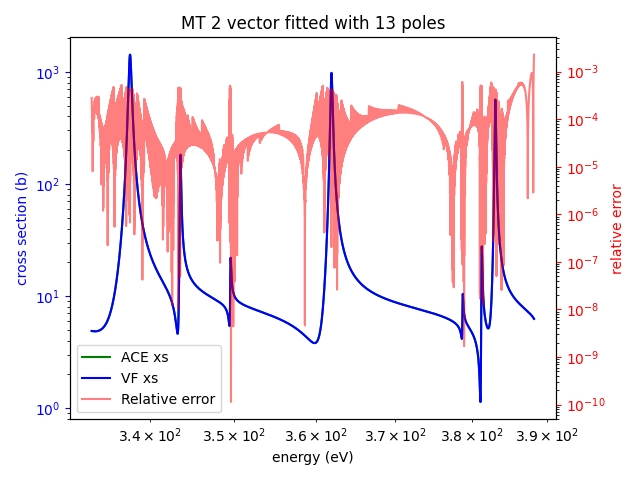 MT 2 vector fitted with 13 poles
cross section (b)
10³
10²
10¹
10⁰
relative error
10⁻³
10⁻⁴
10⁻⁵
10⁻⁶
10⁻⁷
10⁻⁸
10⁻⁹
10⁻¹⁰
ACE xs
VF xs
Relative error
3.4 × 10² 3.5 × 10² 3.6 × 10² 3.7 × 10² 3.8 × 10² 3.9 × 10²
energy (eV)